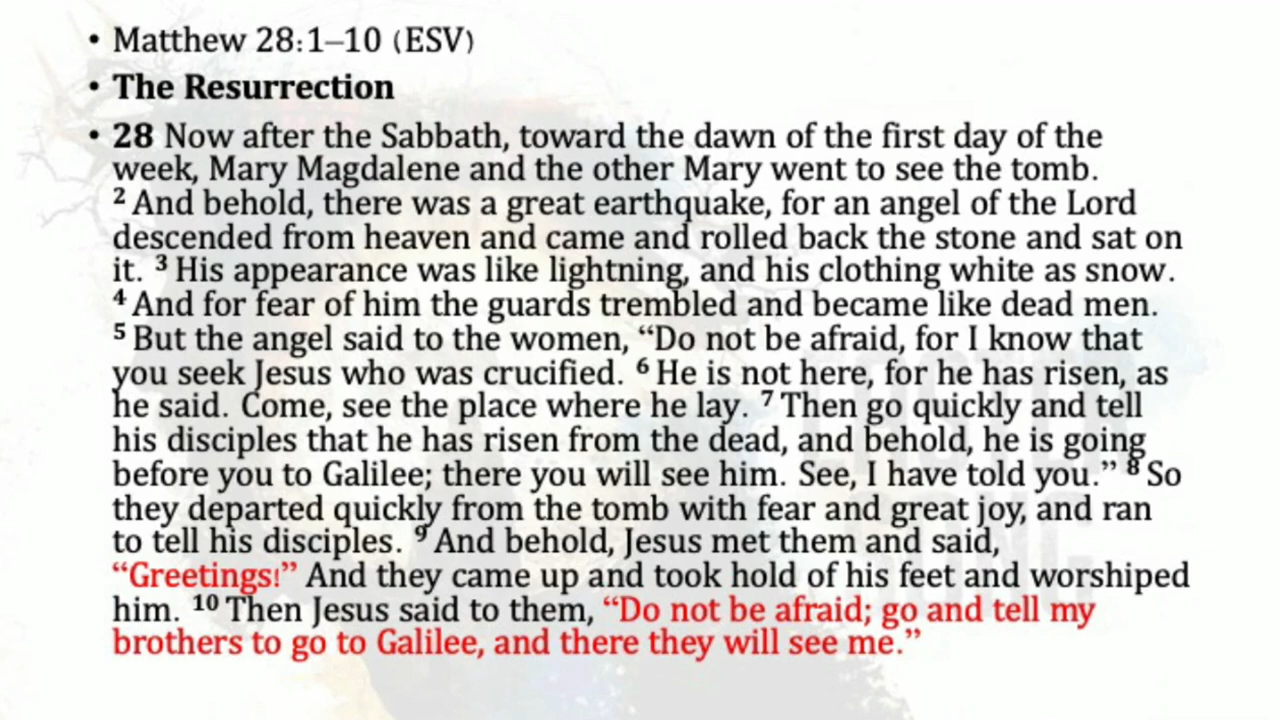 • Matthew 28:1–10 (ESV)
• The Resurrection
• 28 Now after the Sabbath, toward the dawn of the first day of the
week, Mary Magdalene and the other Mary went to see the tomb.
2 And behold, there was a great earthquake, for an angel of the Lord
descended from heaven and came and rolled back the stone and sat on
it. 3 His appearance was like lightning, and his clothing white as snow.
4 And for fear of him the guards trembled and became like dead men.
5 But the angel said to the women, “Do not be afraid, for I know that
you seek Jesus who was crucified. 6 He is not here, for he has risen, as
he said. Come, see the place where he lay. 7 Then go quickly and tell
his disciples that he has risen from the dead, and behold, he is going
before you to Galilee; there you will see him. See, I have told you.” 8 So
they departed quickly from the tomb with fear and great joy, and ran
to tell his disciples. 9 And behold, Jesus met them and said,
“Greetings!” And they came up and took hold of his feet and worshiped
him. 10 Then Jesus said to them, “Do not be afraid; go and tell my
brothers to go to Galilee, and there they will see me.”